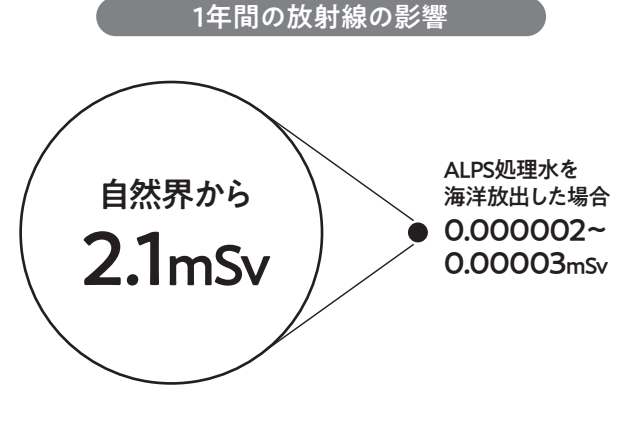 1年間の放射線の影響
自然界から
2.1mSv
ALPS処理水を
海洋放出した場合
0.000002~
0.00003mSv